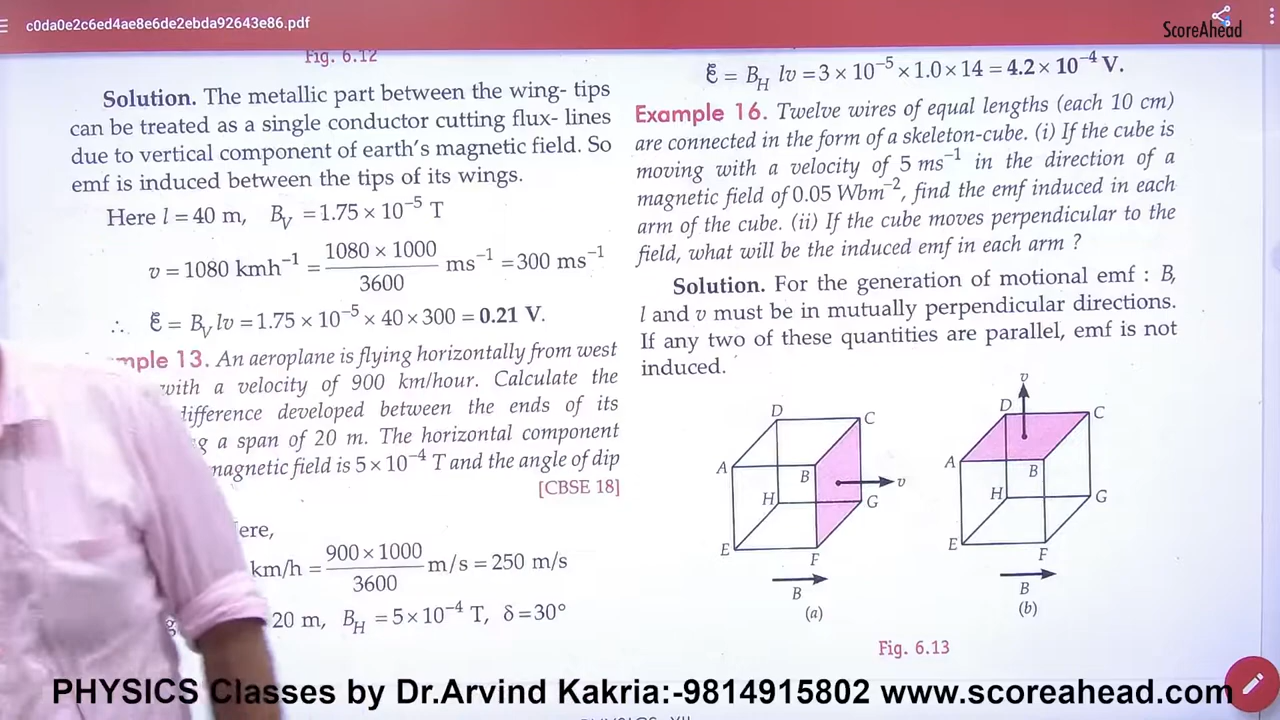 c0da0e2c6ed4ae8e6de2ebda92643e86.pdf
ScoreAhead
Fig. 6.12
Solution. The metallic part between the wing- tips
can be treated as a single conductor cutting flux- lines
due to vertical component of earth's magnetic field. So
emf is induced between the tips of its wings.
Here l = 40 m, B_V = 1.75 × 10⁻⁵ T
v = 1080 kmh⁻¹ = 1080 × 1000 / 3600 ms⁻¹ = 300 ms⁻¹
∴ ℰ = B_V lv = 1.75 × 10⁻⁵ × 40 × 300 = 0.21 V.
mple 13. An aeroplane is flying horizontally from west
with a velocity of 900 km/hour. Calculate the
difference developed between the ends of its
g a span of 20 m. The horizontal component
magnetic field is 5 × 10⁻⁴ T and the angle of dip
[CBSE 18]
ere,
km/h = 900 × 1000 / 3600 m/s = 250 m/s
20 m, B_H = 5 × 10⁻⁴ T, δ = 30°
ℰ = B_H lv = 3 × 10⁻⁵ × 1.0 × 14 = 4.2 × 10⁻⁴ V.
Example 16. Twelve wires of equal lengths (each 10 cm)
are connected in the form of a skeleton-cube. (i) If the cube is
moving with a velocity of 5 ms⁻¹ in the direction of a
magnetic field of 0.05 Wbm⁻², find the emf induced in each
arm of the cube. (ii) If the cube moves perpendicular to the
field, what will be the induced emf in each arm ?
Solution. For the generation of motional emf : B,
l and v must be in mutually perpendicular directions.
If any two of these quantities are parallel, emf is not
induced.
D C
A B
v
H G
E F
B
(a)
v
D C
A B
H G
E F
B
(b)
Fig. 6.13
PHYSICS Classes by Dr.Arvind Kakria:-9814915802 www.scoreahead.com